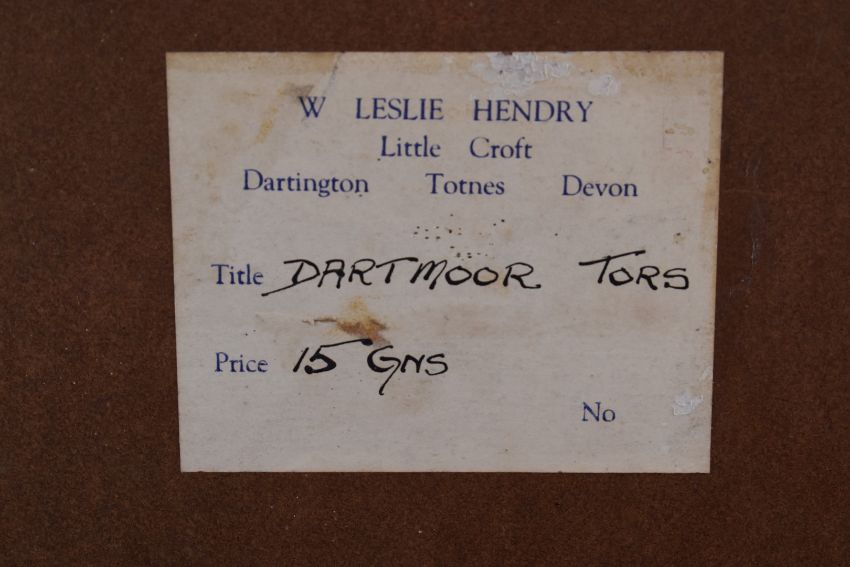 W LESLIE HENDRY
Little Croft
Dartington Totnes Devon
Title DARTMOOR TORS
Price 15 GNS
No